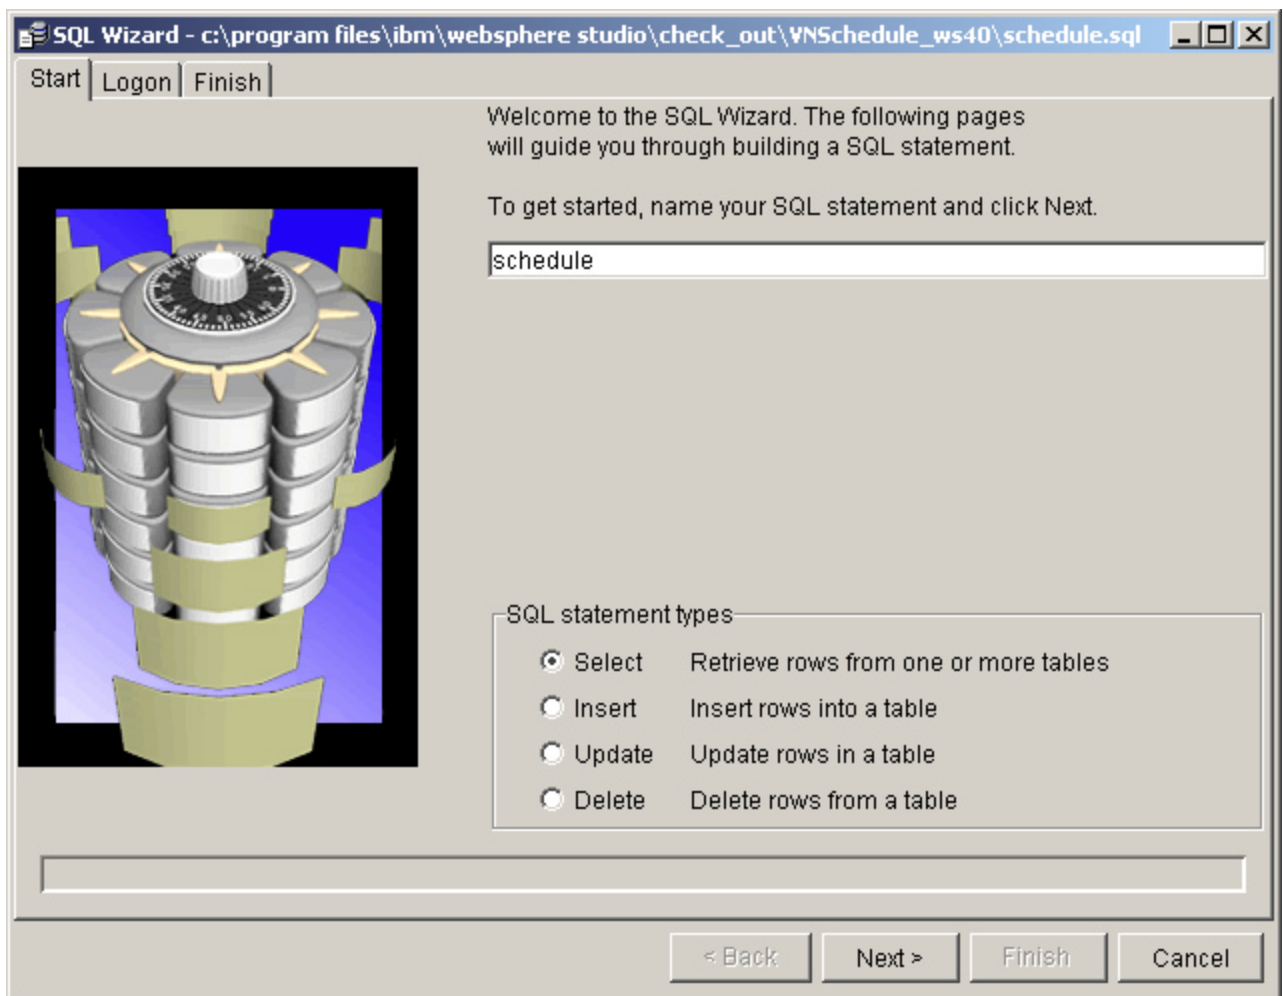 SQL Wizard - c:\program files\ibm\websphere studio\check_out\VNSchedule_ws40\schedule.sql
Start Logon Finish
Welcome to the SQL Wizard. The following pages
will guide you through building a SQL statement.
To get started, name your SQL statement and click Next.
schedule
SQL statement types
Select Retrieve rows from one or more tables
Insert Insert rows into a table
Update Update rows in a table
Delete Delete rows from a table
< Back Next > Finish Cancel